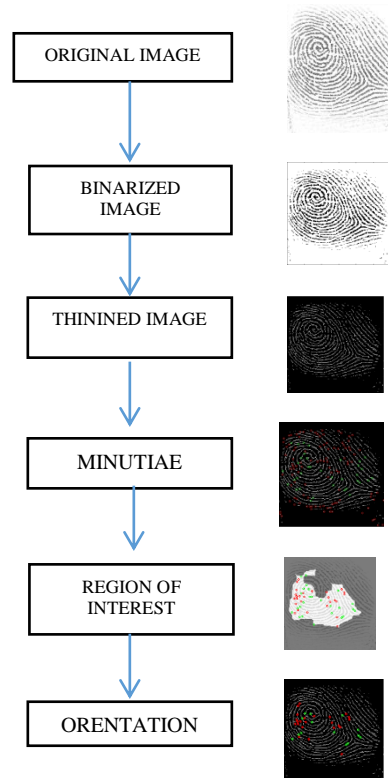 ORIGINAL IMAGE
BINARIZED
IMAGE
THININED IMAGE
MINUTIAE
REGION OF
INTEREST
ORENTATION